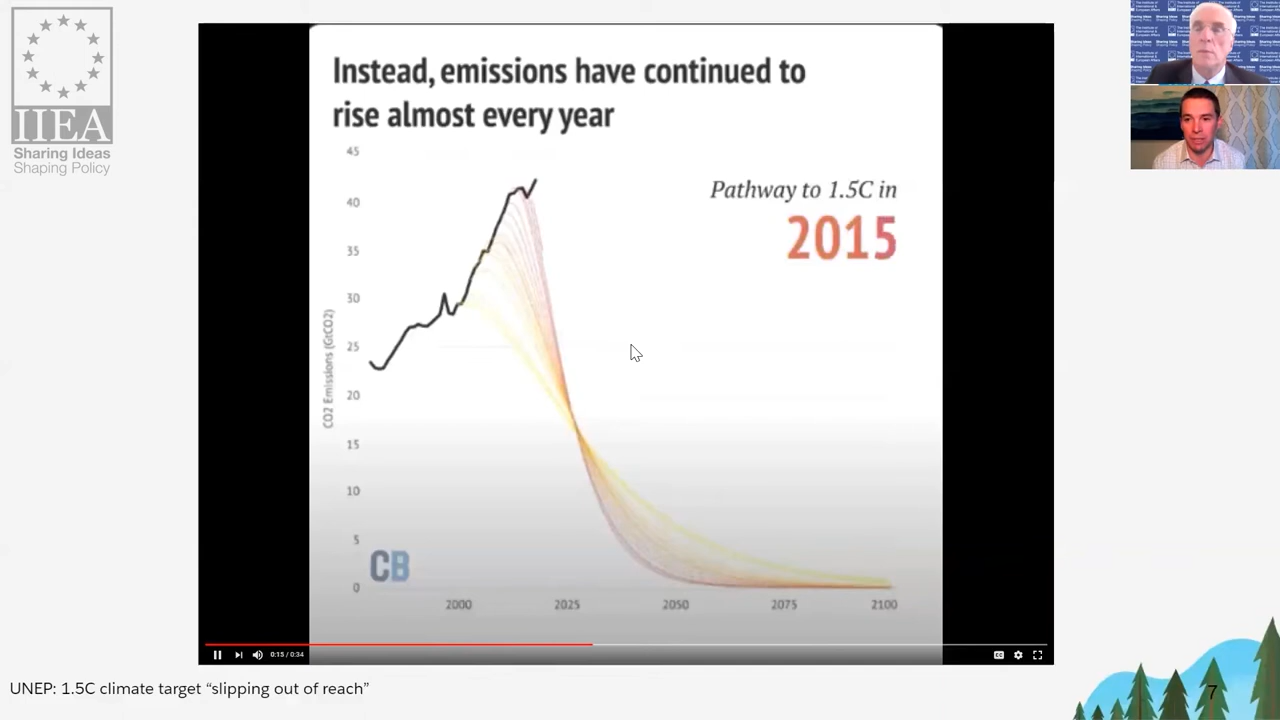 IIEA
Sharing Ideas
Shaping Policy
Instead, emissions have continued to
rise almost every year
Pathway to 1.5C in
2015
CO2 Emissions (GtCO2)
45
40
35
30
25
20
15
10
5
0
2000 2025 2050 2075 2100
CB
0:15 / 0:34
UNEP: 1.5C climate target “slipping out of reach”
7